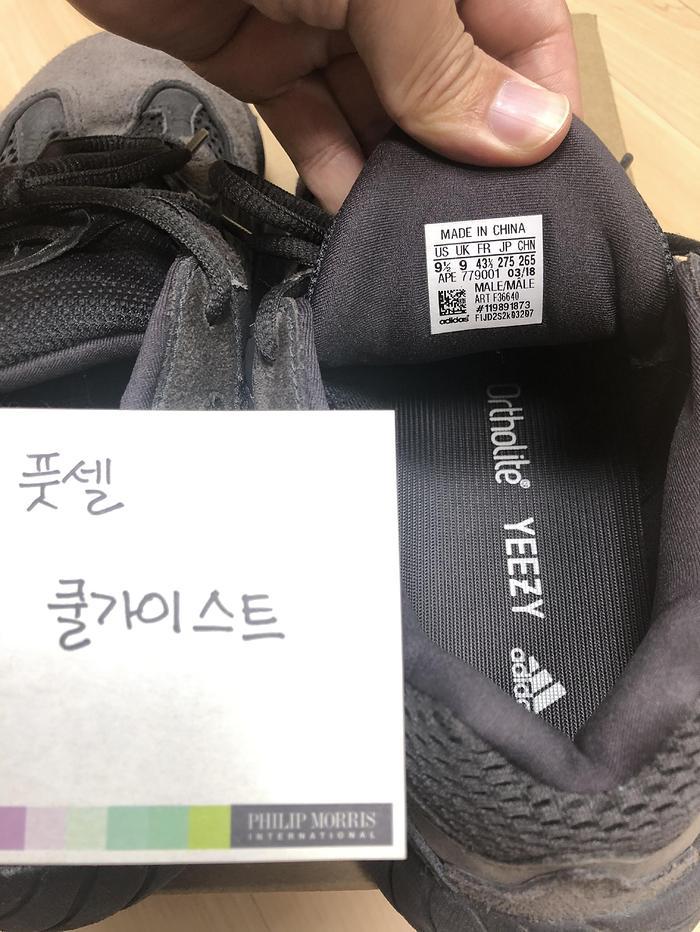 MADE IN CHINA
US UK FR JP CHN
9½ 9 43⅓ 275 265
APE 779001 03/18
MALE/MALE
ART F36640
#119891873
adidas F1JD2S2k03207
Ortholite®
YEEZY
adidas
풋셀
쿨가이스트
PHILIP MORRIS
INTERNATIONAL